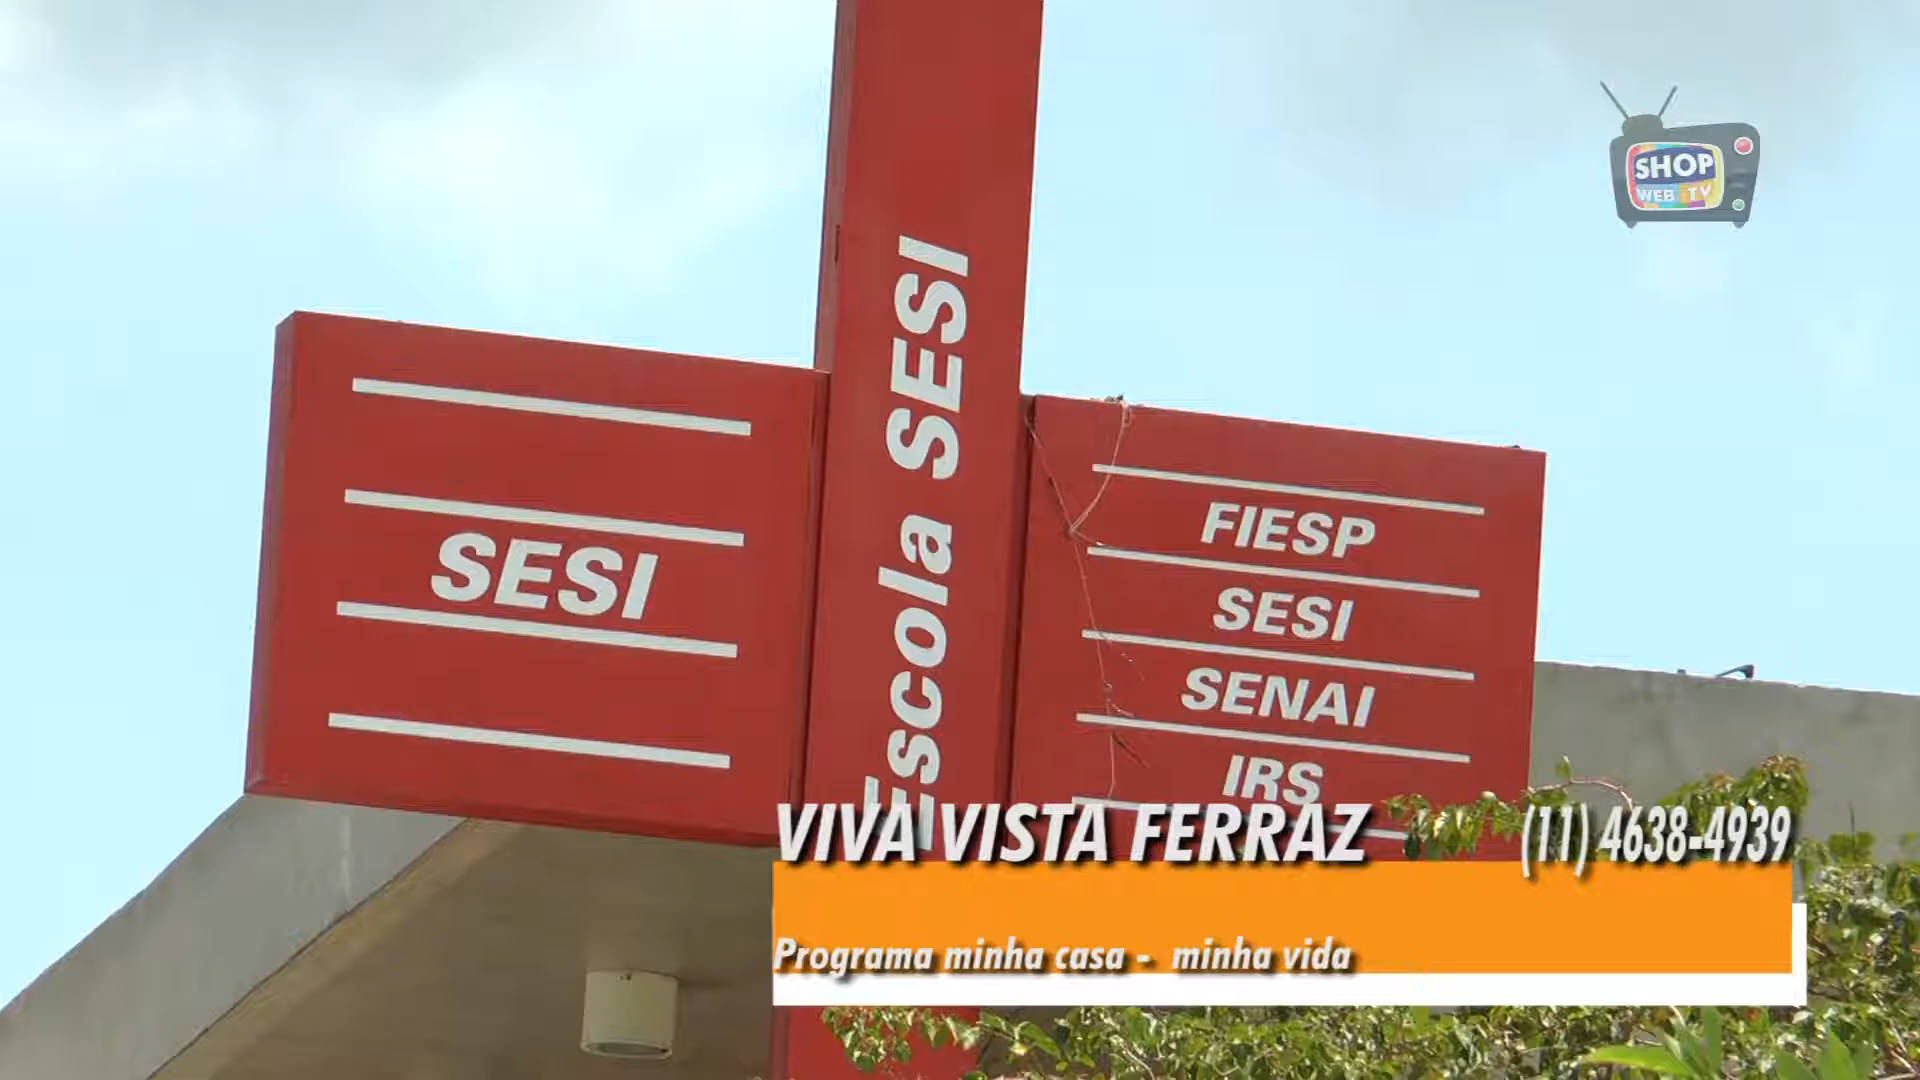 SHOP
WEB TV
SESI
Escola SESI
FIESP
SESI
SENAI
IRS
VIVA VISTA FERRAZ
(11) 4638-4939
Programa minha casa - minha vida